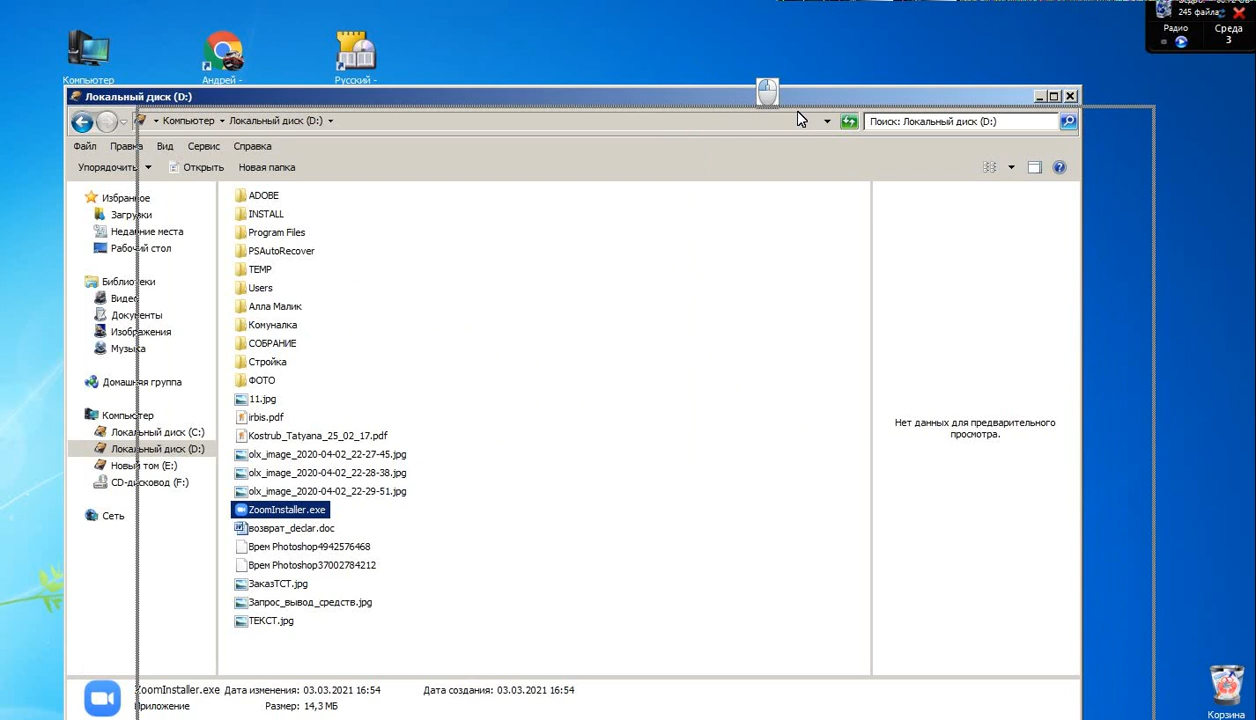 245 файла
Радио
Среда
3
Компьютер
Андрей -
Русский -
Локальный диск (D:)
Компьютер
Локальный диск (D:)
Поиск: Локальный диск (D:)
Файл
Правка
Вид
Сервис
Справка
Упорядочить
Открыть
Новая папка
Избранное
Загрузки
Недавние места
Рабочий стол
Библиотеки
Видео
Документы
Изображения
Музыка
Домашняя группа
Компьютер
Локальный диск (C:)
Локальный диск (D:)
Новый том (E:)
CD-дисковод (F:)
Сеть
ADOBE
INSTALL
Program Files
PSAutoRecover
TEMP
Users
Алла Малик
Комуналка
СОБРАНИЕ
Стройка
ФОТО
11.jpg
irbis.pdf
Kostrub_Tatyana_25_02_17.pdf
olx_image_2020-04-02_22-27-45.jpg
olx_image_2020-04-02_22-28-38.jpg
olx_image_2020-04-02_22-29-51.jpg
ZoomInstaller.exe
возврат_declar.doc
Врем Photoshop4942576468
Врем Photoshop37002784212
ЗаказТСТ.jpg
Запрос_вывод_средств.jpg
ТЕКСТ.jpg
Нет данных для предварительного
просмотра.
ZoomInstaller.exe Дата изменения: 03.03.2021 16:54 Дата создания: 03.03.2021 16:54
Приложение Размер: 14,3 МБ
Корзина